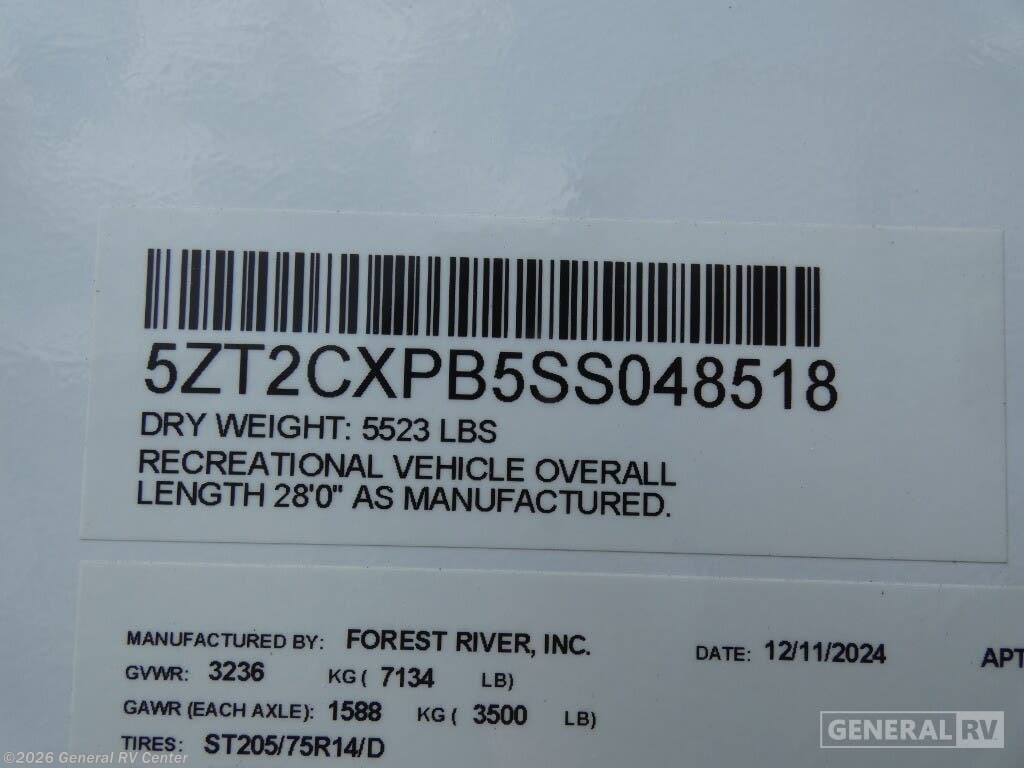 5ZT2CXPB5SS048518
DRY WEIGHT: 5523 LBS
RECREATIONAL VEHICLE OVERALL
LENGTH 28'0" AS MANUFACTURED.
MANUFACTURED BY: FOREST RIVER, INC. DATE: 12/11/2024 APT
GVWR: 3236 KG ( 7134 LB)
GAWR (EACH AXLE): 1588 KG ( 3500 LB)
TIRES: ST205/75R14/D
GENERAL RV
©2026 General RV Center